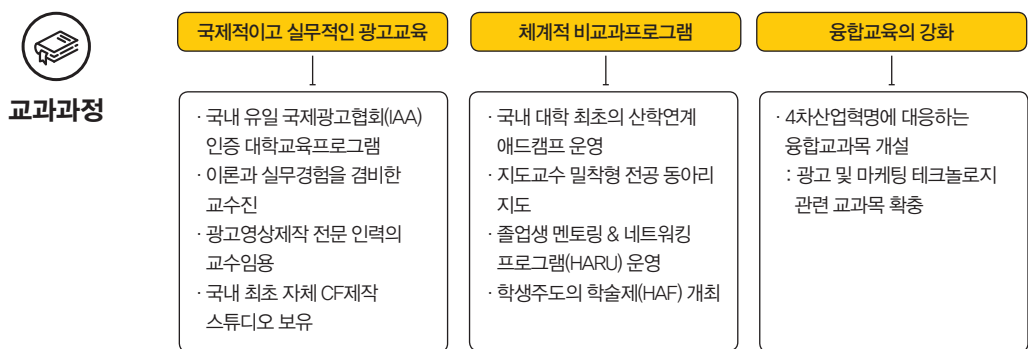 교과과정
국제적이고 실무적인 광고교육
· 국내 유일 국제광고협회(IAA)
인증 대학교육프로그램
· 이론과 실무경험을 겸비한
교수진
· 광고영상제작 전문 인력의
교수임용
· 국내 최초 자체 CF제작
스튜디오 보유
체계적 비교과프로그램
· 국내 대학 최초의 산학연계
애드캠프 운영
· 지도교수 밀착형 전공 동아리
지도
· 졸업생 멘토링 & 네트워킹
프로그램(HARU) 운영
· 학생주도의 학술제(HAF) 개최
융합교육의 강화
· 4차산업혁명에 대응하는
융합교과목 개설
: 광고 및 마케팅 테크놀로지
관련 교과목 확충